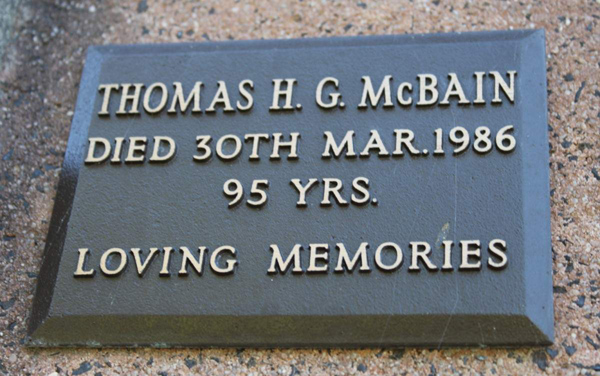 THOMAS H. G. McBAIN
DIED 30TH MAR.1986
95 YRS.
LOVING MEMORIES